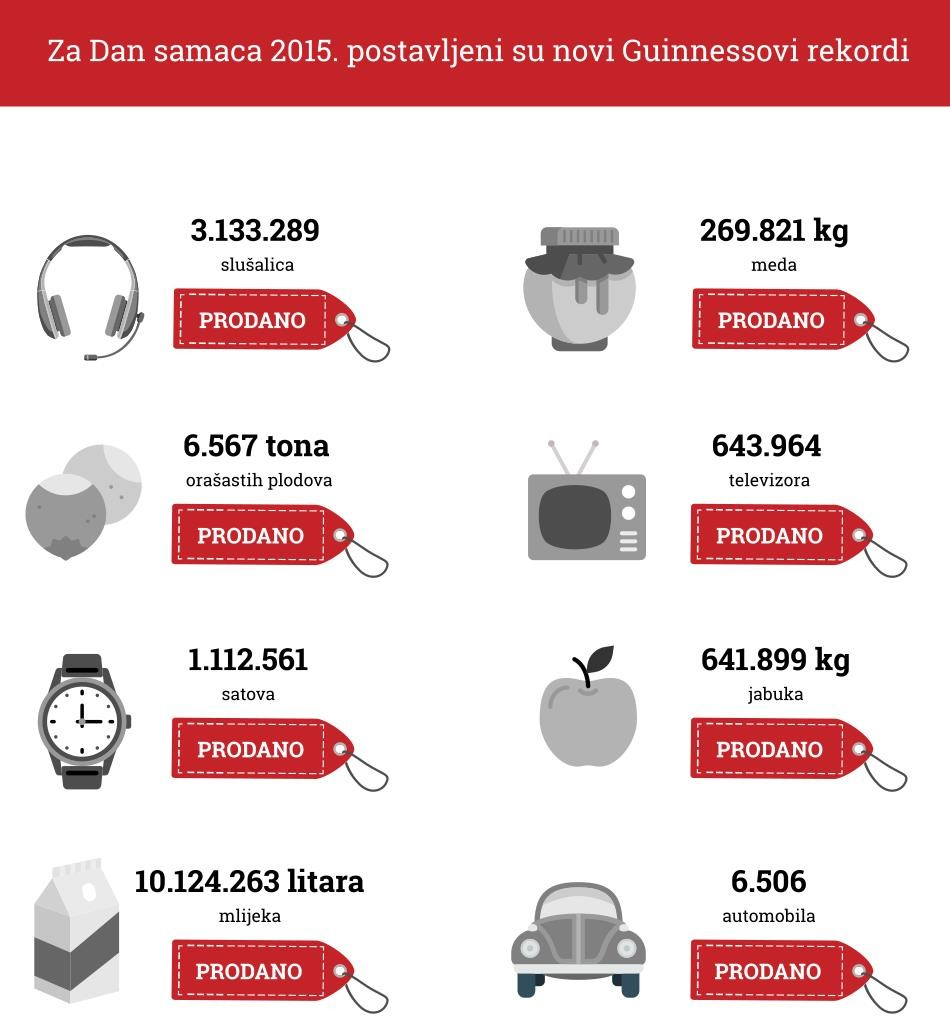 Za Dan samaca 2015. postavljeni su novi Guinnessovi rekordi
3.133.289
slušalica
PRODANO
269.821 kg
meda
PRODANO
6.567 tona
orašastih plodova
PRODANO
643.964
televizora
PRODANO
1.112.561
satova
PRODANO
641.899 kg
jabuka
PRODANO
10.124.263 litara
mlijeka
PRODANO
6.506
automobila
PRODANO